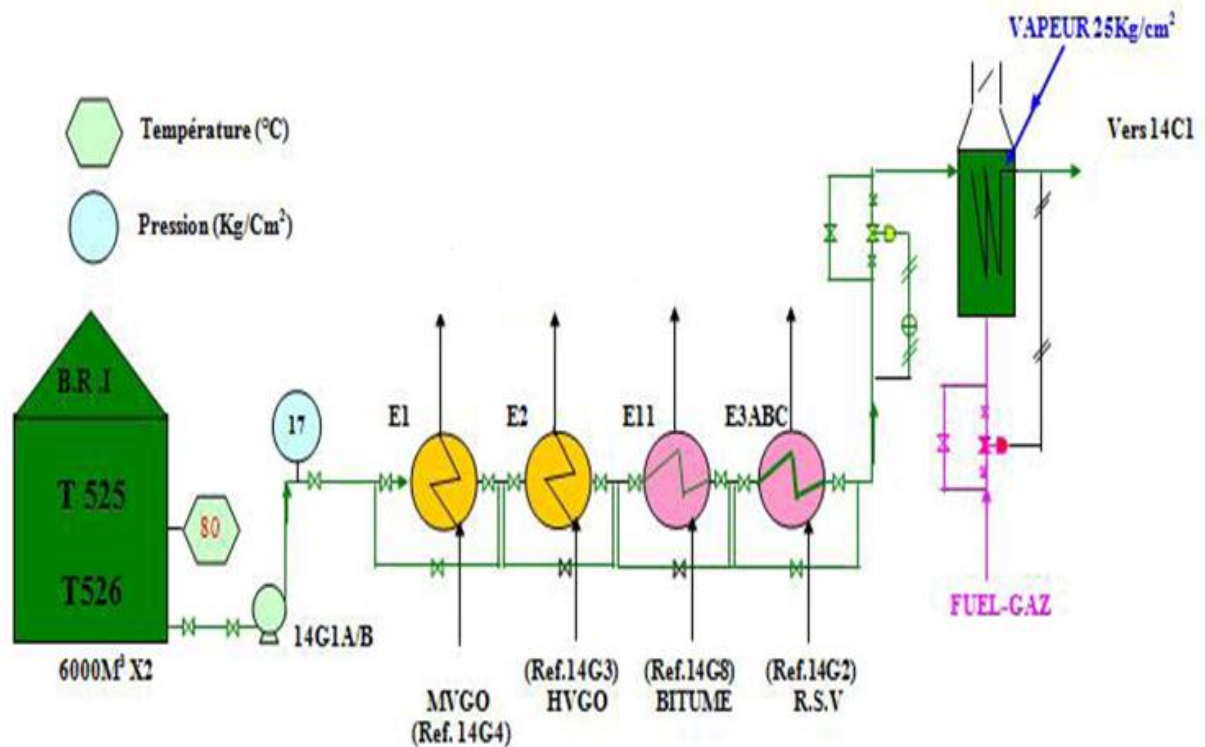 VAPEUR 25Kg/cm²
Température (°C)
Vers 14C1
Pression (Kg/Cm²)
B.R.I
17
E1
E2
E11
E3ABC
T 525
80
T526
14G1A/B
FUEL-GAZ
6000M³ X2
MVGO
(Ref. 14G4)
(Ref.14G3)
HVGO
(Ref.14G8)
BITUME
(Ref.14G2)
R.S.V